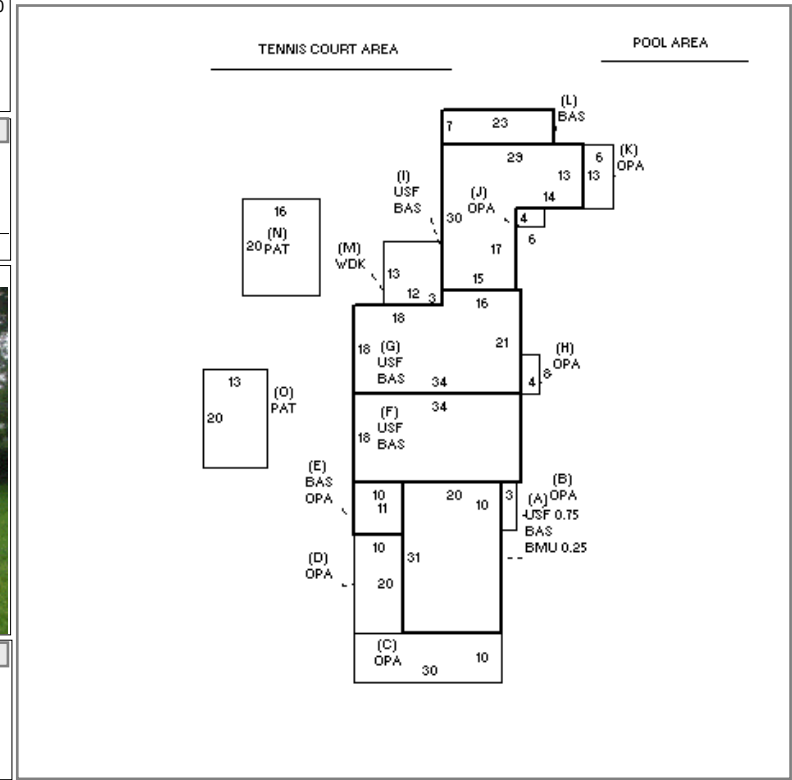 TENNIS COURT AREA
POOL AREA
(L)
BAS
7 23
29
6
(K)
OPA
13 13
14
(I)
USF
BAS
(J)
OPA
4
30
6
16
(N)
20 PAT
17
(M)
WDK
13
15
12 3
16
18
21
18
(G)
USF
BAS
(H)
OPA
8
4
34
13
(O)
PAT
20
34
(F)
USF
BAS
18
(E)
BAS
OPA
10
11
20
10
3
(B)
OPA
(A)
USF 0.75
BAS
BMU 0.25
10
31
(D)
OPA
20
(C)
OPA
10
30